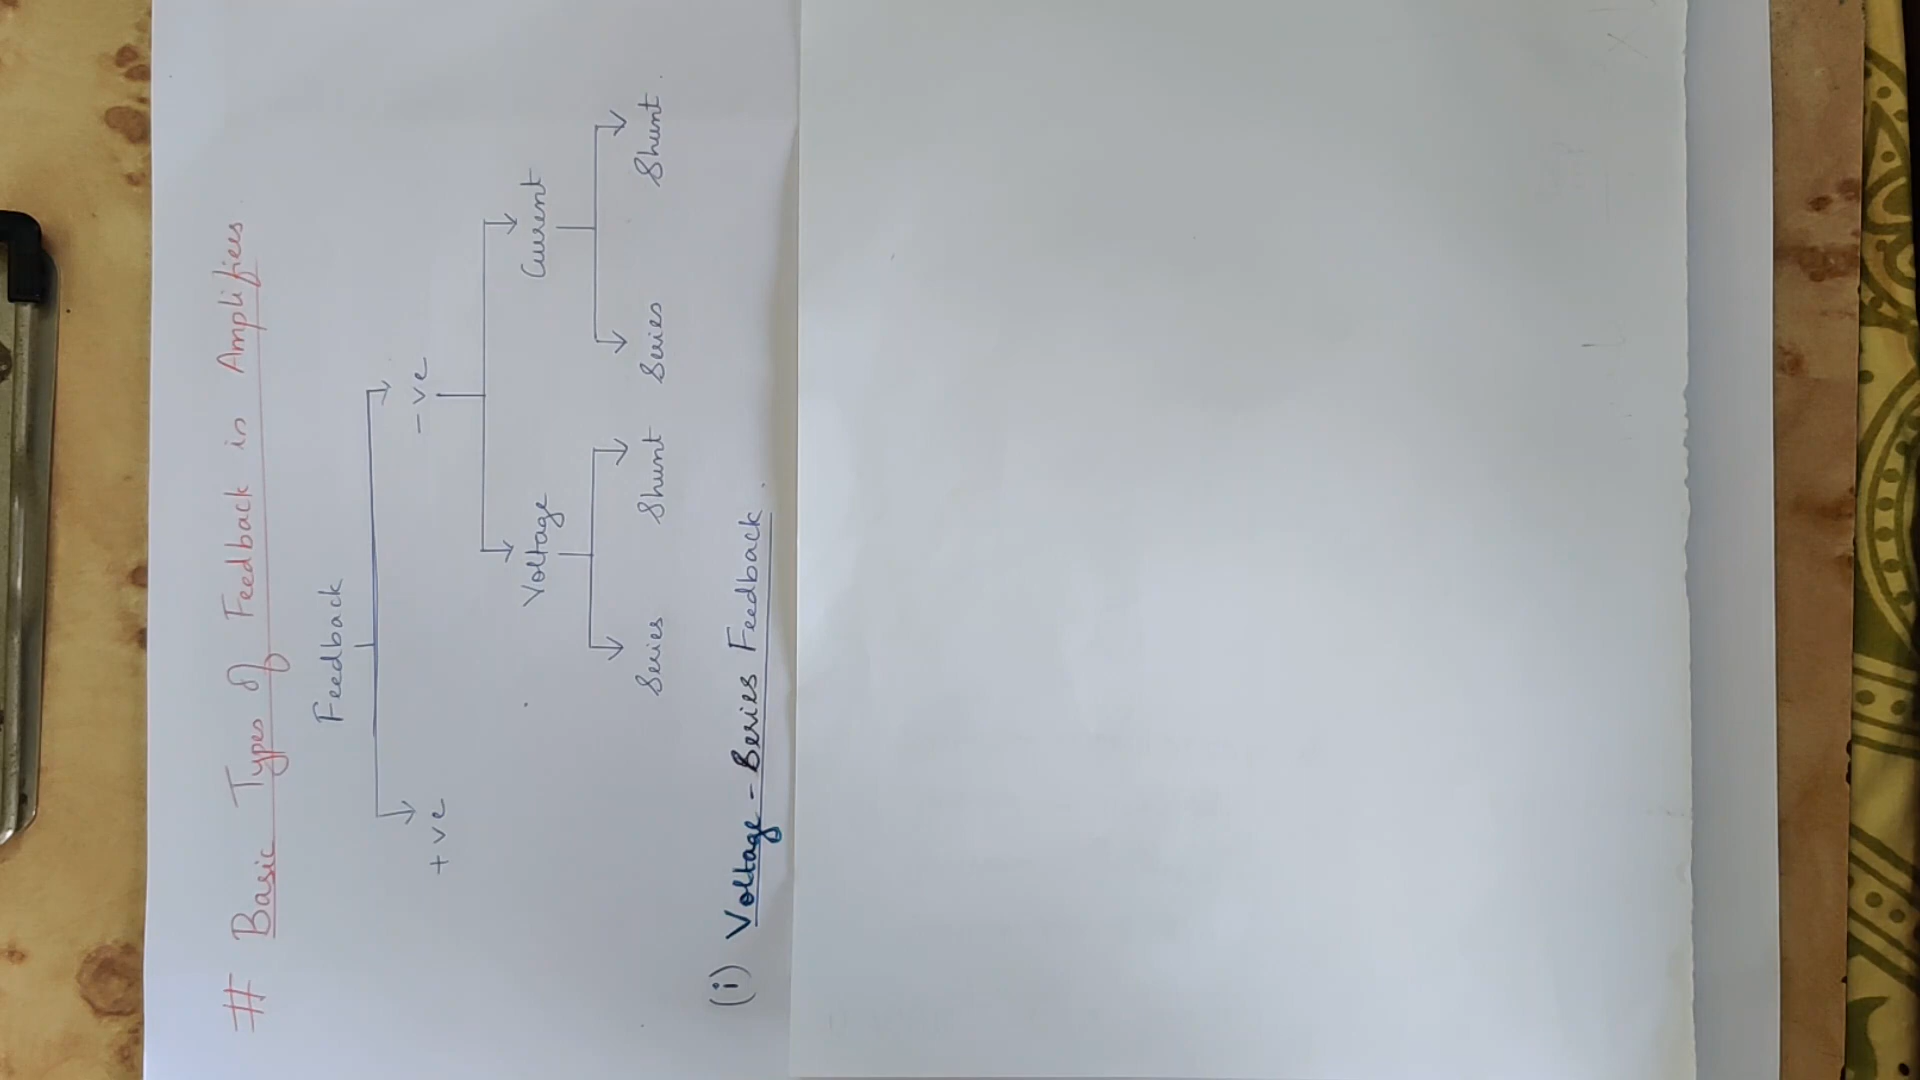 # Basic Types of Feedback in Amplifiers
Feedback
+ve -ve
Voltage Current
Series Shunt Series Shunt
(i) Voltage - Series Feedback.